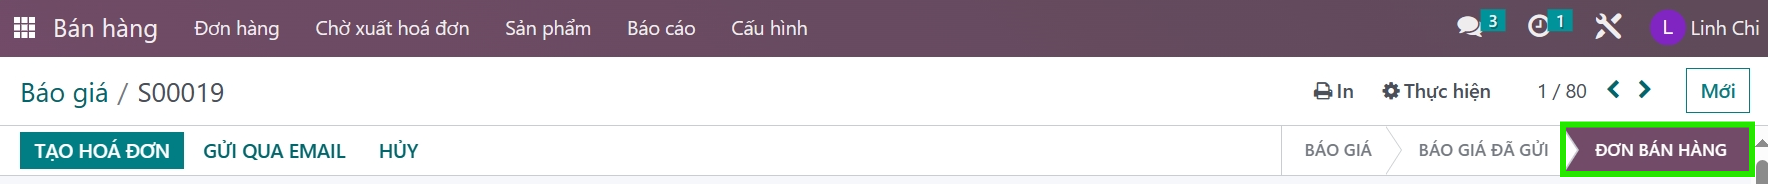 Bán hàng Đơn hàng Chờ xuất hoá đơn Sản phẩm Báo cáo Cấu hình 3 1 L Linh Chi
Báo giá / S00019 In Thực hiện 1 / 80 Mới
TẠO HOÁ ĐƠN GỬI QUA EMAIL HỦY BÁO GIÁ BÁO GIÁ ĐÃ GỬI ĐƠN BÁN HÀNG